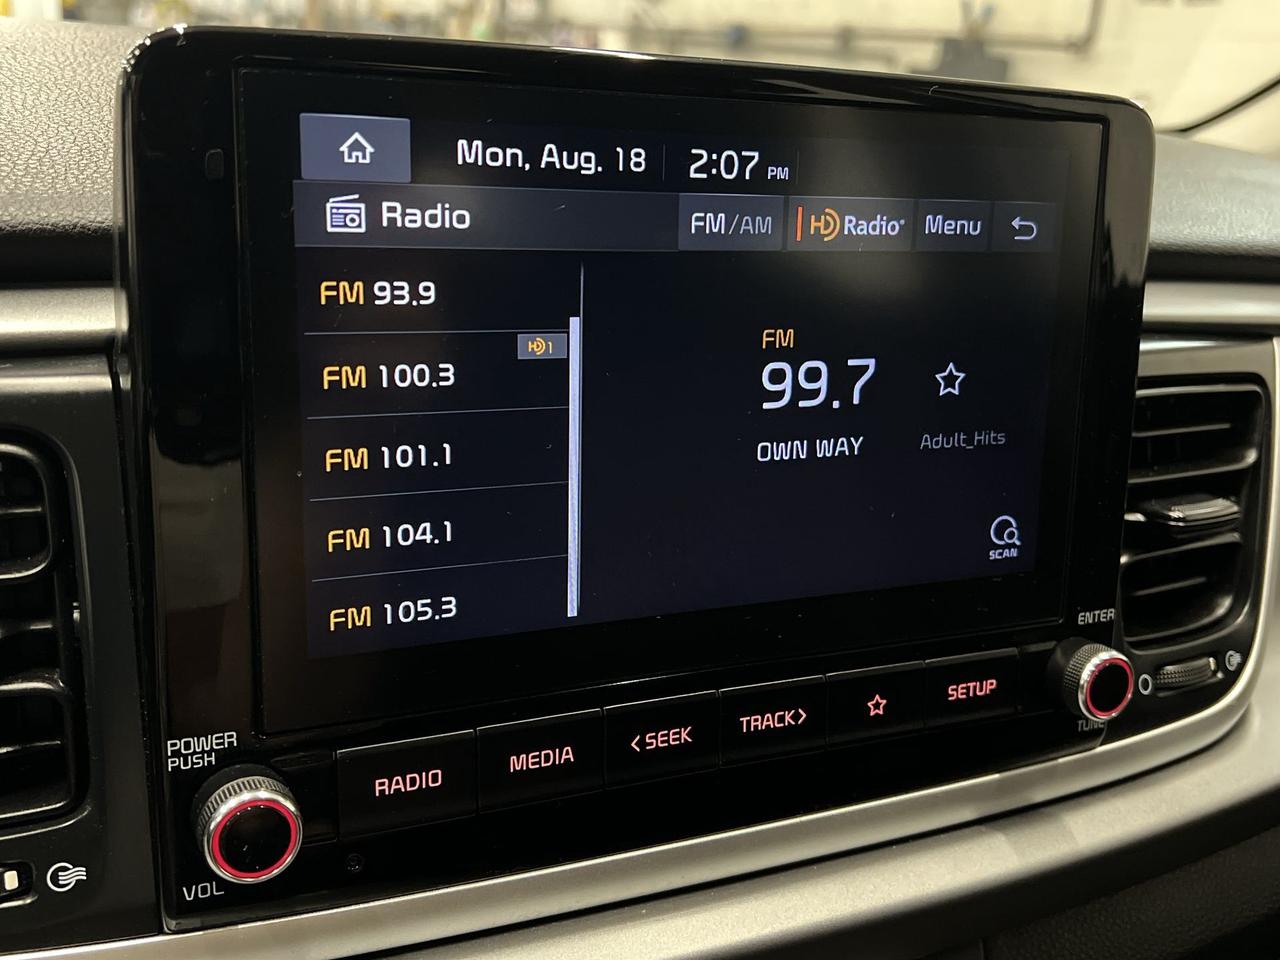 Mon, Aug. 18 2:07 PM
Radio FM/AM HD Radio Menu
FM 93.9
HD 1
FM 100.3
FM 101.1
FM 104.1
FM 105.3
FM
99.7
OWN WAY Adult_Hits
SCAN
ENTER
TUNE
POWER
PUSH
VOL
RADIO MEDIA <SEEK TRACK> SETUP